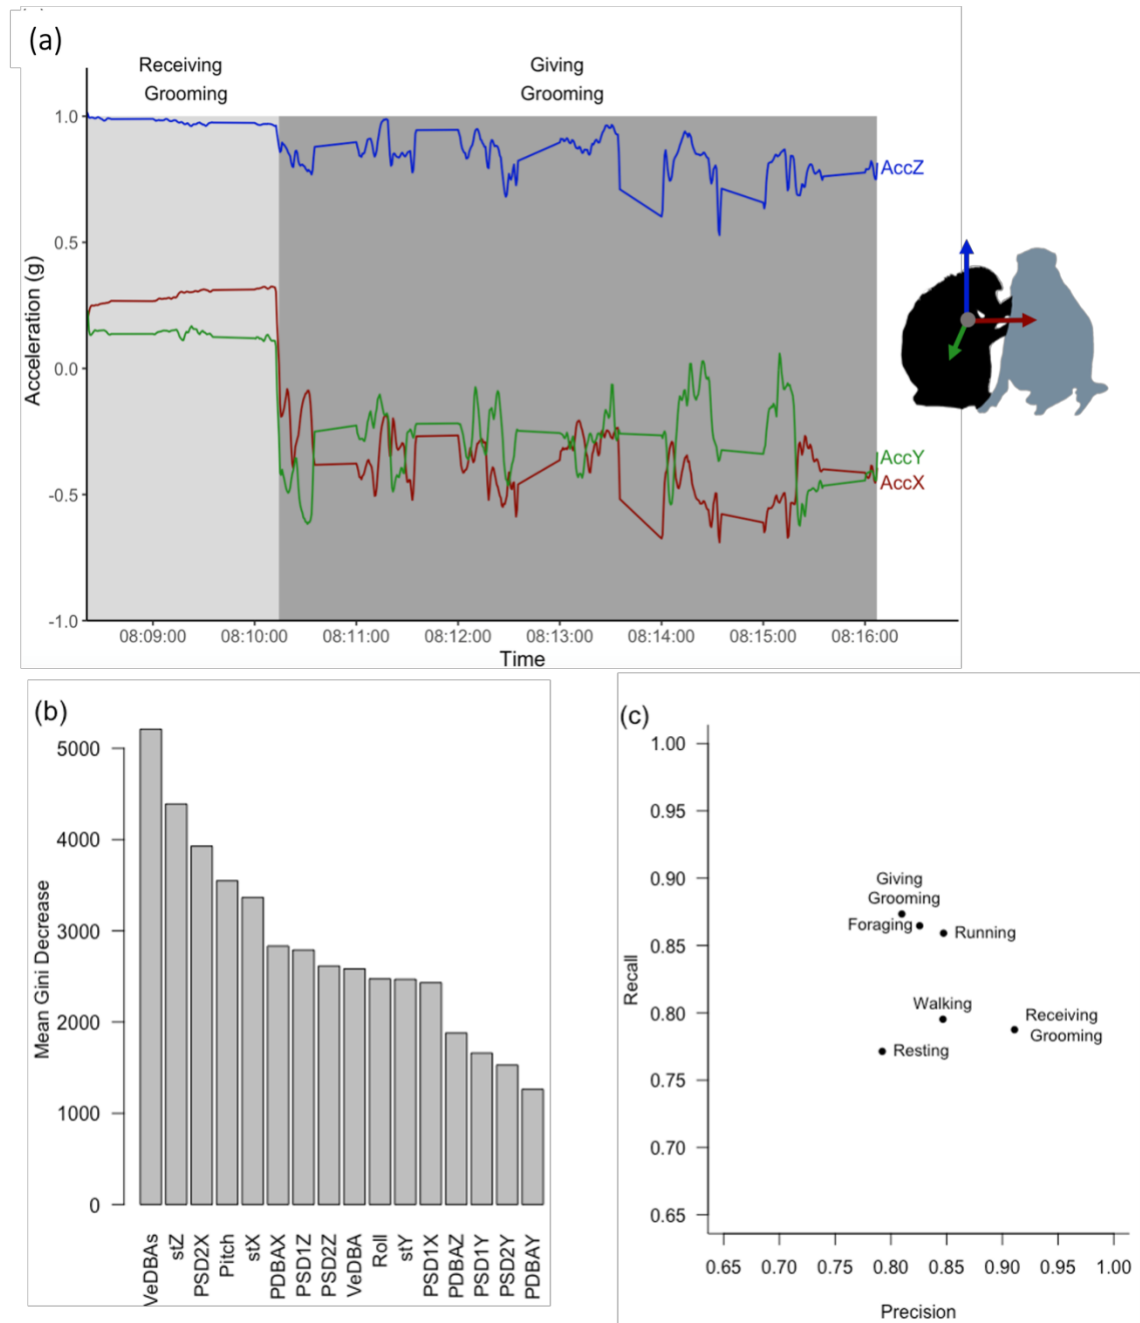 (a)
Receiving
Grooming
Giving
Grooming
1.0
0.5
0.0
-0.5
-1.0
Acceleration (g)
AccZ
AccY
AccX
08:09:00 08:10:00 08:11:00 08:12:00 08:13:00 08:14:00 08:15:00 08:16:00
Time
(b)
5000
4000
3000
2000
1000
0
Mean Gini Decrease
VeDBAs stZ PSD2X Pitch stX PDBAX PSD1Z PSD2Z VeDBA Roll stY PSD1X PDBAZ PSD1Y PSD2Y PDBAY
(c)
1.00
0.95
0.90
0.85
0.80
0.75
0.70
0.65
Recall
Giving
Grooming
Foraging
Running
Walking
Receiving
Grooming
Resting
0.65 0.70 0.75 0.80 0.85 0.90 0.95 1.00
Precision